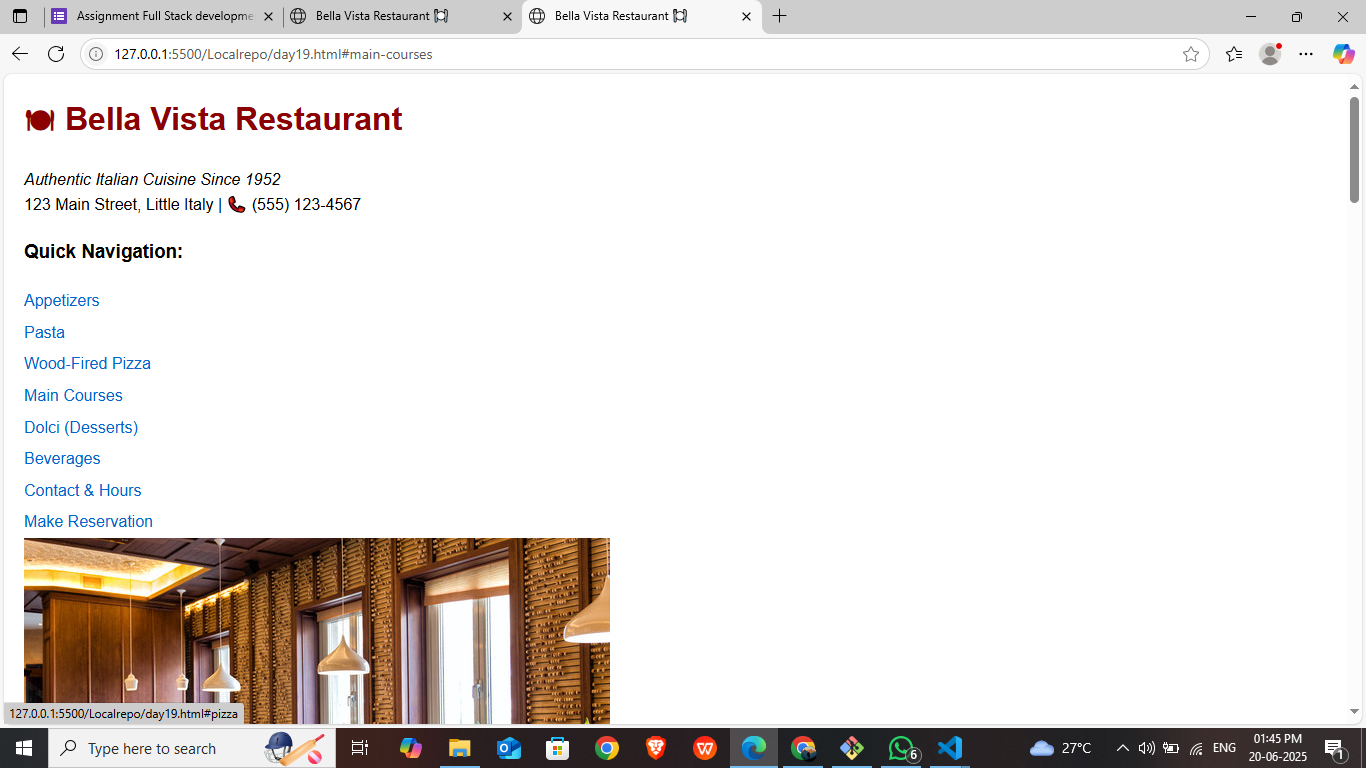 Assignment Full Stack developme
Bella Vista Restaurant
Bella Vista Restaurant
127.0.0.1:5500/Localrepo/day19.html#main-courses
Bella Vista Restaurant
Authentic Italian Cuisine Since 1952
123 Main Street, Little Italy | 📞 (555) 123-4567
Quick Navigation:
Appetizers
Pasta
Wood-Fired Pizza
Main Courses
Dolci (Desserts)
Beverages
Contact & Hours
Make Reservation
127.0.0.1:5500/Localrepo/day19.html#pizza
Type here to search
W
6
27°C
ENG
01:45 PM
20-06-2025
1